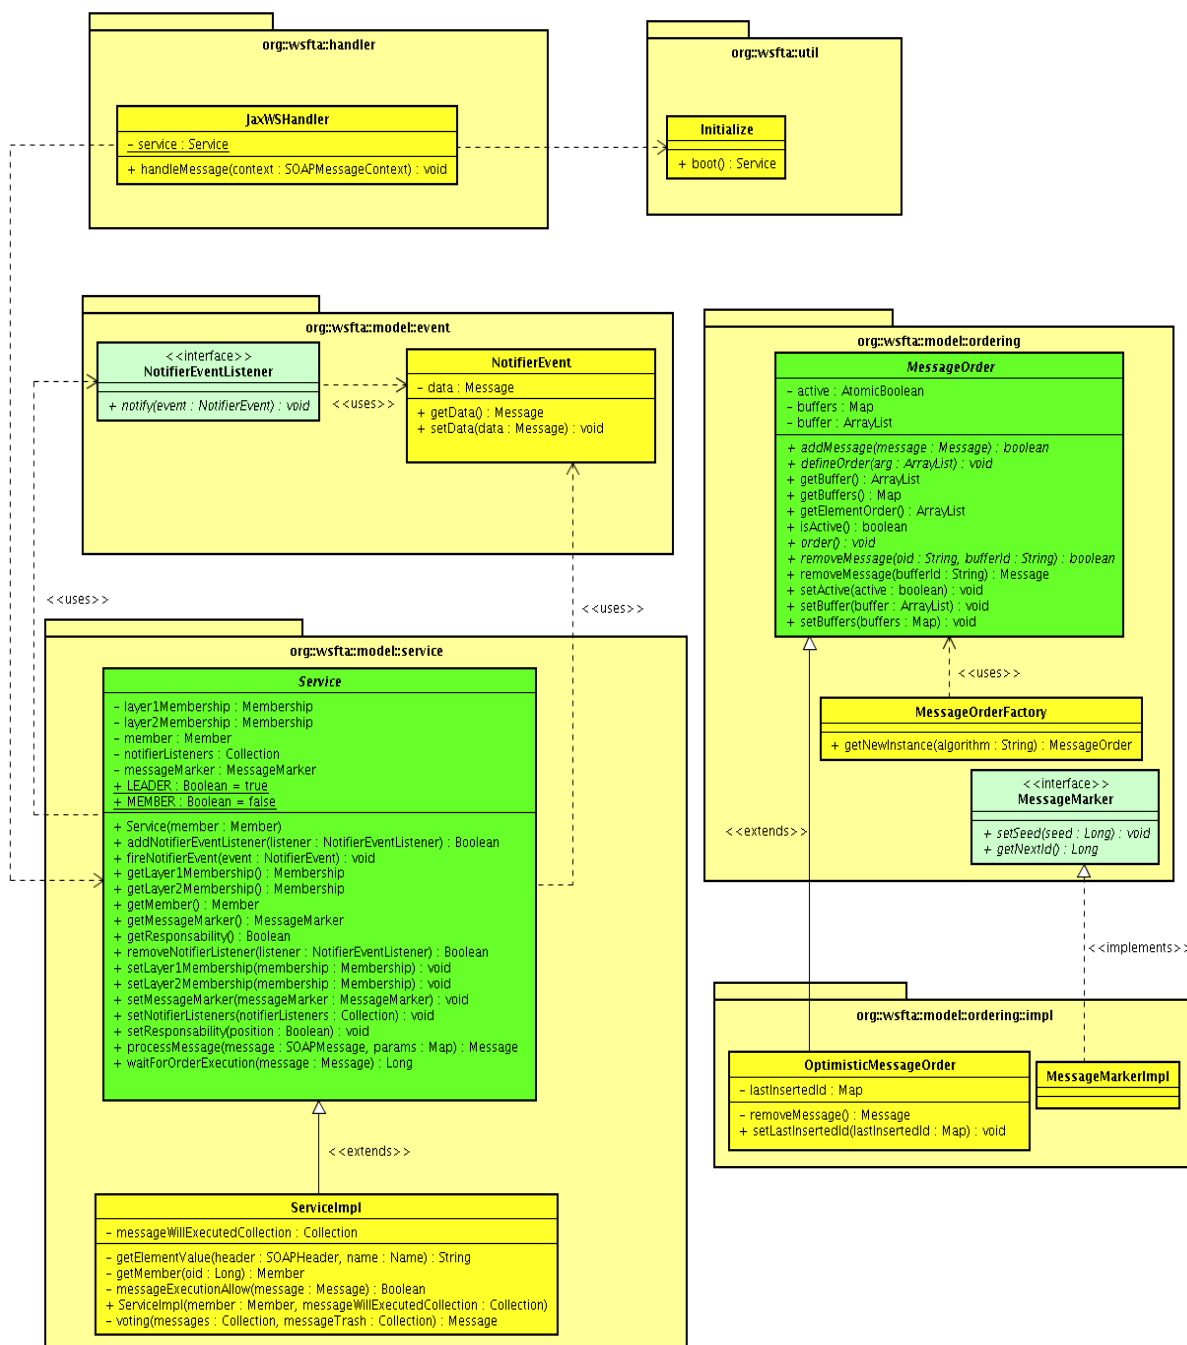 org::wsfta::handler
JaxWSHandler
– service : Service
+ handleMessage(context : SOAPMessageContext) : void
org::wsfta::util
Initialize
+ boot() : Service
org::wsfta::model::event
<<interface>>
NotifierEventListener
+ notify(event : NotifierEvent) : void
<<uses>>
NotifierEvent
– data : Message
+ getData() : Message
+ setData(data : Message) : void
org::wsfta::model::ordering
MessageOrder
– active : AtomicBoolean
– buffers : Map
– buffer : ArrayList
+ addMessage(message : Message) : boolean
+ defineOrder(arg : ArrayList) : void
+ getBuffer() : ArrayList
+ getBuffers() : Map
+ getElementOrder() : ArrayList
+ isActive() : boolean
+ order() : void
+ removeMessage(oid : String, bufferId : String) : boolean
+ removeMessage(bufferId : String) : Message
+ setActive(active : boolean) : void
+ setBuffer(buffer : ArrayList) : void
+ setBuffers(buffers : Map) : void
<<uses>>
MessageOrderFactory
+ getNewInstance(algorithm : String) : MessageOrder
<<interface>>
MessageMarker
+ setSeed(seed : Long) : void
+ getNextId() : Long
<<extends>>
<<implements>>
<<uses>>
<<uses>>
org::wsfta::model::service
Service
– layer1Membership : Membership
– layer2Membership : Membership
– member : Member
– notifierListeners : Collection
– messageMarker : MessageMarker
+ LEADER : Boolean = true
+ MEMBER : Boolean = false
+ Service(member : Member)
+ addNotifierEventListener(listener : NotifierEventListener) : Boolean
+ fireNotifierEvent(event : NotifierEvent) : void
+ getLayer1Membership() : Membership
+ getLayer2Membership() : Membership
+ getMember() : Member
+ getMessageMarker() : MessageMarker
+ getResponsability() : Boolean
+ removeNotifierListener(listener : NotifierEventListener) : Boolean
+ setLayer1Membership(membership : Membership) : void
+ setLayer2Membership(membership : Membership) : void
+ setMessageMarker(messageMarker : MessageMarker) : void
+ setNotifierListeners(notifierListeners : Collection) : void
+ setResponsability(position : Boolean) : void
+ processMessage(message : SOAPMessage, params : Map) : Message
+ waitForOrderExecution(message : Message) : Long
<<extends>>
ServiceImpl
– messageWillExecutedCollection : Collection
– getElementValue(header : SOAPHeader, name : Name) : String
– getMember(oid : Long) : Member
– messageExecutionAllow(message : Message) : Boolean
+ ServiceImpl(member : Member, messageWillExecutedCollection : Collection)
– voting(messages : Collection, messageTrash : Collection) : Message
org::wsfta::model::ordering::impl
OptimisticMessageOrder
– lastInsertedId : Map
– removeMessage() : Message
+ setLastInsertedId(lastInsertedId : Map) : void
MessageMarkerImpl